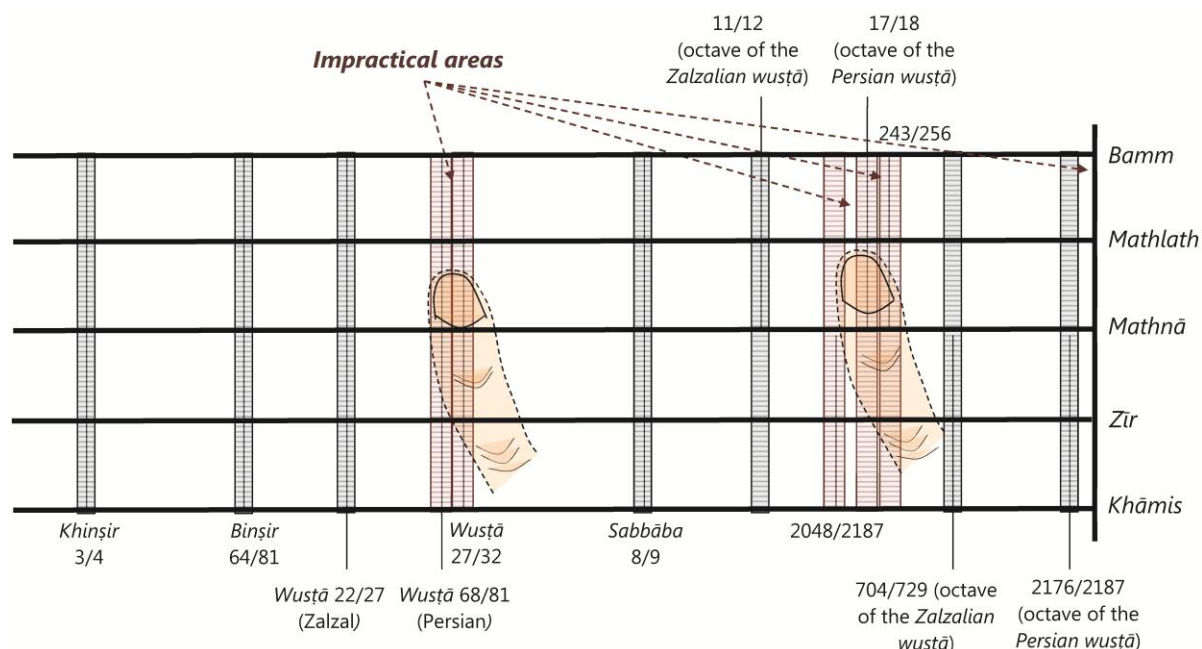 11/12
(octave of the
Zalzalian wusṭā)
17/18
(octave of the
Persian wusṭā)
Impractical areas
243/256
Bamm
Mathlath
Mathnā
Zīr
Khāmis
Khinṣir
3/4
Binṣir
64/81
Wusṭā
27/32
Sabbāba
8/9
2048/2187
Wusṭā 22/27
(Zalzal)
Wusṭā 68/81
(Persian)
704/729 (octave
of the Zalzalian
wusṭā)
2176/2187
(octave of the
Persian wusṭā)